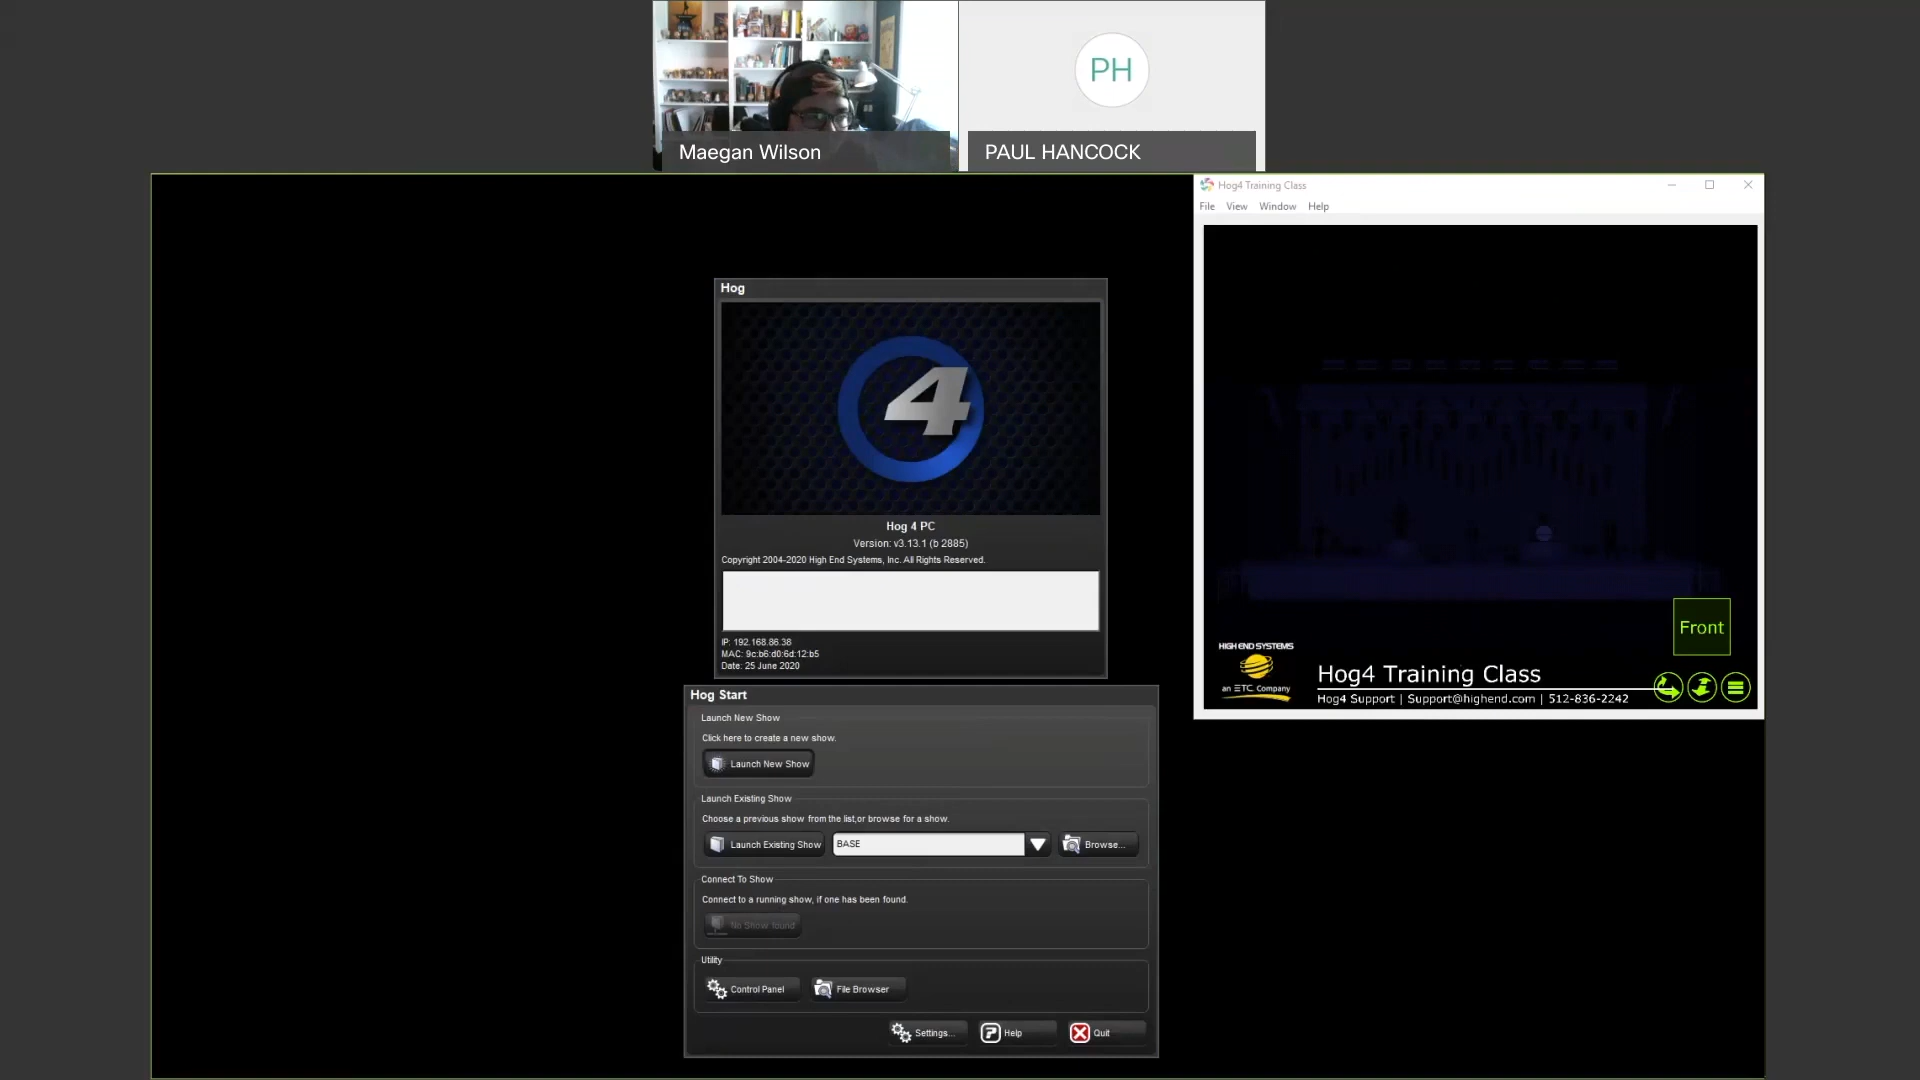 PH
Maegan Wilson
PAUL HANCOCK
Hog4 Training Class
File View Window Help
Hog
4
Hog 4 PC
Version: v3.13.1 (b 2885)
Copyright 2004-2020 High End Systems, Inc. All Rights Reserved.
IP: 192.168.86.38
MAC: 9c:b6:d0:6d:12:b5
Date: 25 June 2020
Front
HIGH END SYSTEMS
an ETC Company
Hog4 Training Class
Hog4 Support | Support@highend.com | 512-836-2242
Hog Start
Launch New Show
Click here to create a new show.
Launch New Show
Launch Existing Show
Choose a previous show from the list,or browse for a show.
Launch Existing Show BASE Browse...
Connect To Show
Connect to a running show, if one has been found.
No Show found
Utility
Control Panel File Browser
Settings... Help Quit